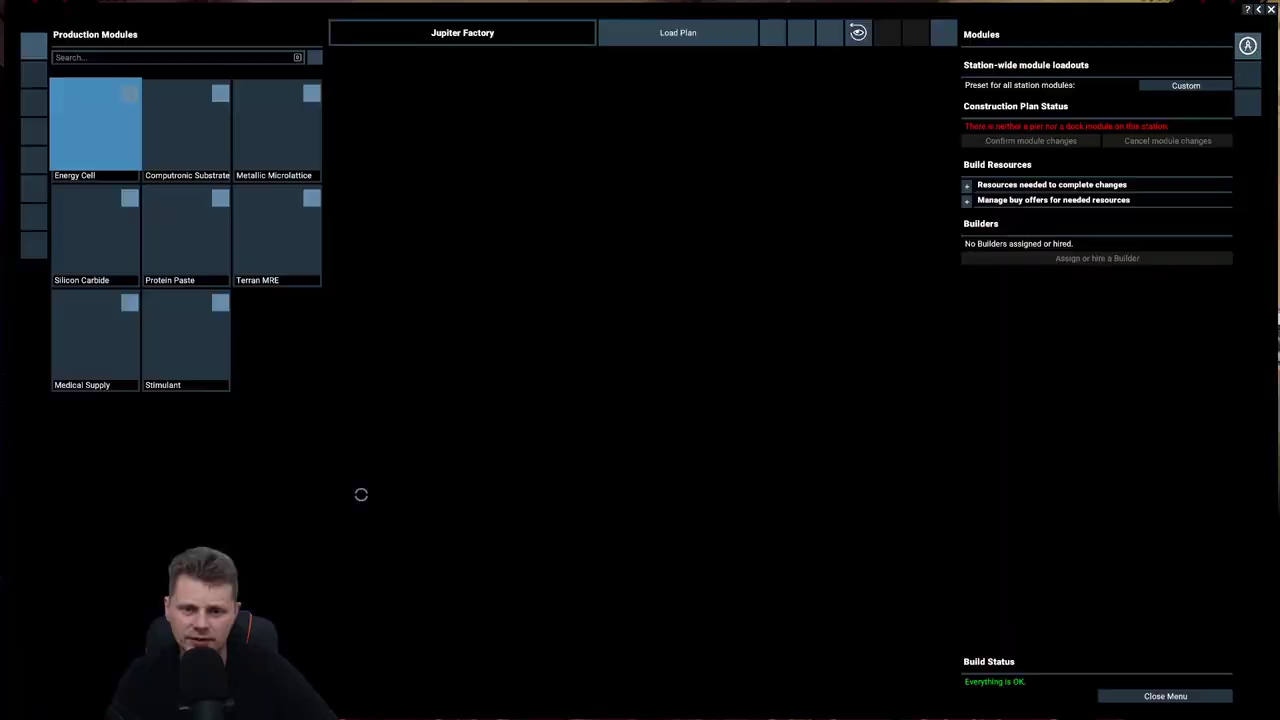 Production Modules
Search...
Energy Cell
Computronic Substrate
Metallic Microlattice
Silicon Carbide
Protein Paste
Terran MRE
Medical Supply
Stimulant
Jupiter Factory
Load Plan
? < X
Modules
Station-wide module loadouts
Preset for all station modules: Custom
Construction Plan Status
There is neither a pier nor a dock module on this station.
Confirm module changes
Cancel module changes
Build Resources
+ Resources needed to complete changes
+ Manage buy offers for needed resources
Builders
No Builders assigned or hired.
Assign or hire a Builder
Build Status
Everything is OK.
Close Menu